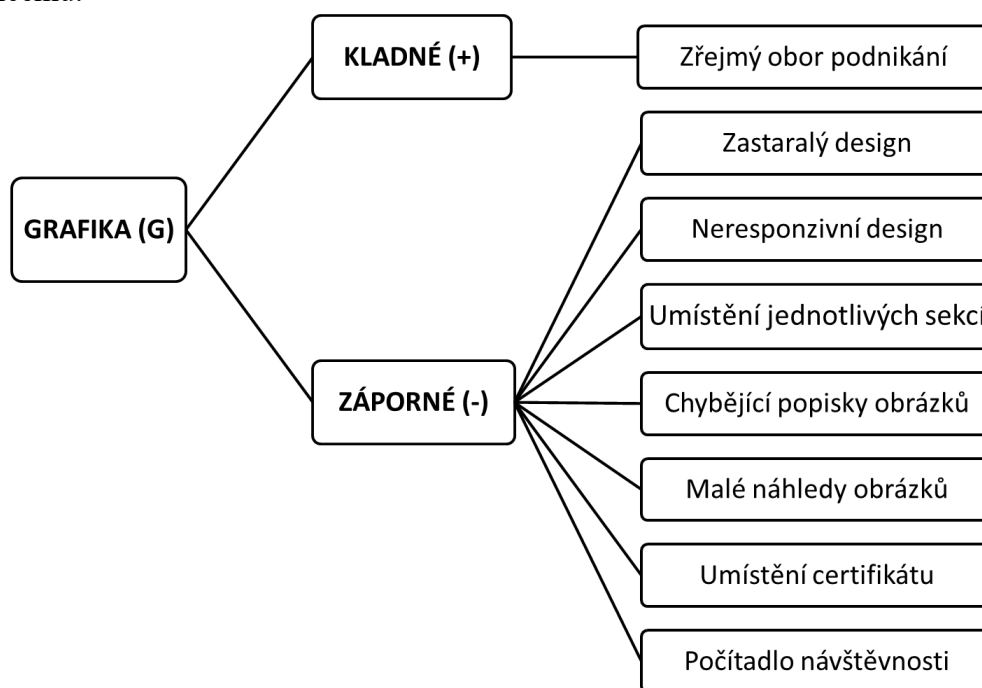 KLADNÉ (+)
Zřejmý obor podnikání
Zastaralý design
GRAFIKA (G)
Neresponzivní design
Umístění jednotlivých sekcí
ZÁPORNÉ (-)
Chybějící popisky obrázků
Malé náhledy obrázků
Umístění certifikátu
Počítadlo návštěvnosti